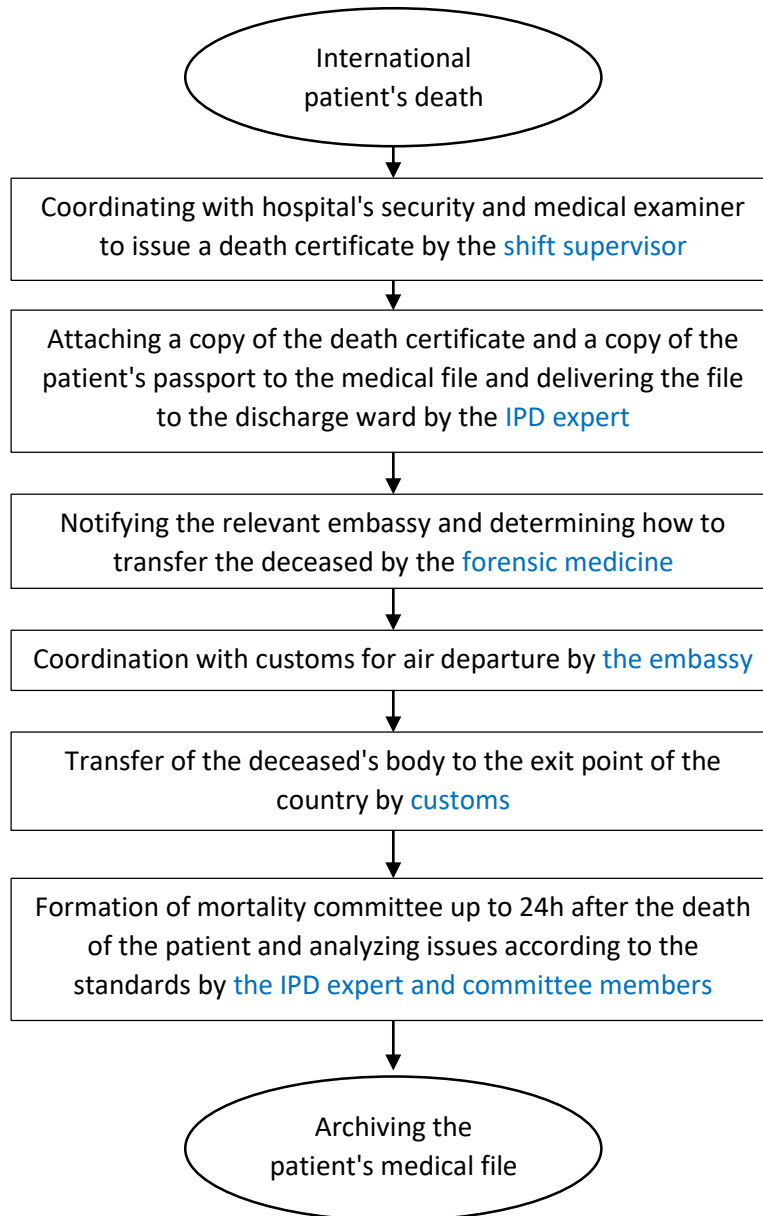 International
patient's death
Coordinating with hospital's security and medical examiner
to issue a death certificate by the shift supervisor
Attaching a copy of the death certificate and a copy of the
patient's passport to the medical file and delivering the file
to the discharge ward by the IPD expert
Notifying the relevant embassy and determining how to
transfer the deceased by the forensic medicine
Coordination with customs for air departure by the embassy
Transfer of the deceased's body to the exit point of the
country by customs
Formation of mortality committee up to 24h after the death
of the patient and analyzing issues according to the
standards by the IPD expert and committee members
Archiving the
patient's medical file